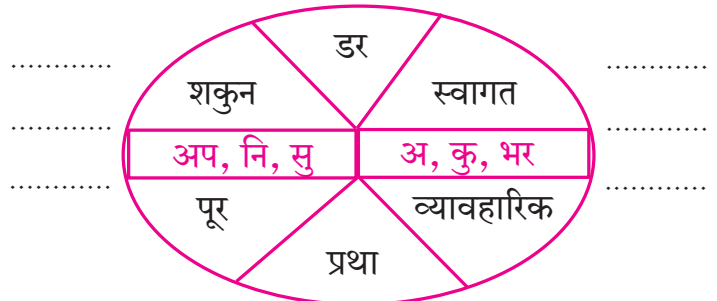 डर
शकुन स्वागत
अप, नि, सु अ, कु, भर
पूर व्यावहारिक
प्रथा